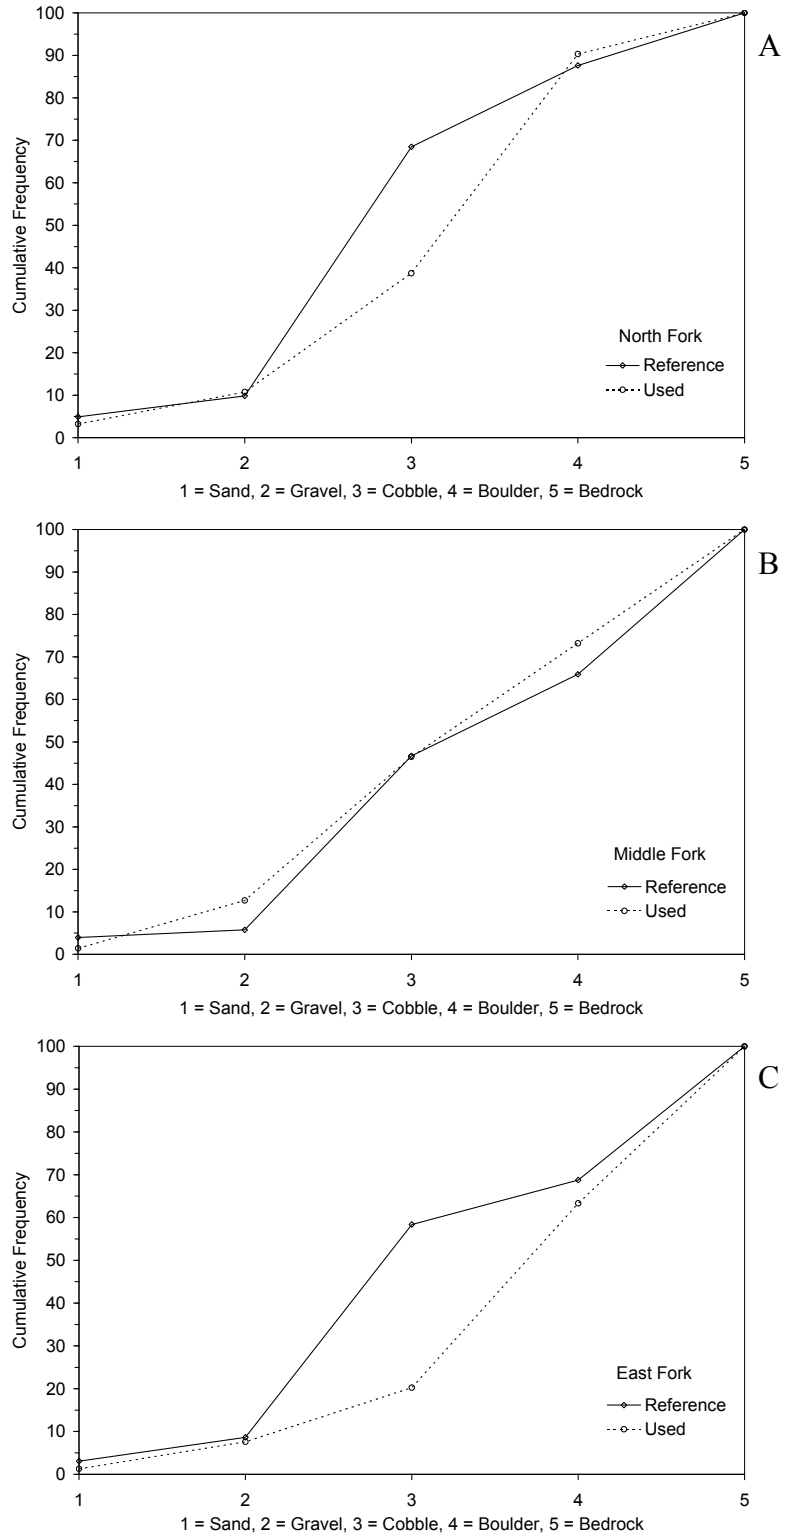 100
90
80
70
60
50
40
30
20
10
0
Cumulative Frequency
A
North Fork
Reference
Used
1 2 3 4 5
1 = Sand, 2 = Gravel, 3 = Cobble, 4 = Boulder, 5 = Bedrock
100
90
80
70
60
50
40
30
20
10
0
Cumulative Frequency
B
Middle Fork
Reference
Used
1 2 3 4 5
1 = Sand, 2 = Gravel, 3 = Cobble, 4 = Boulder, 5 = Bedrock
100
90
80
70
60
50
40
30
20
10
0
Cumulative Frequency
C
East Fork
Reference
Used
1 2 3 4 5
1 = Sand, 2 = Gravel, 3 = Cobble, 4 = Boulder, 5 = Bedrock